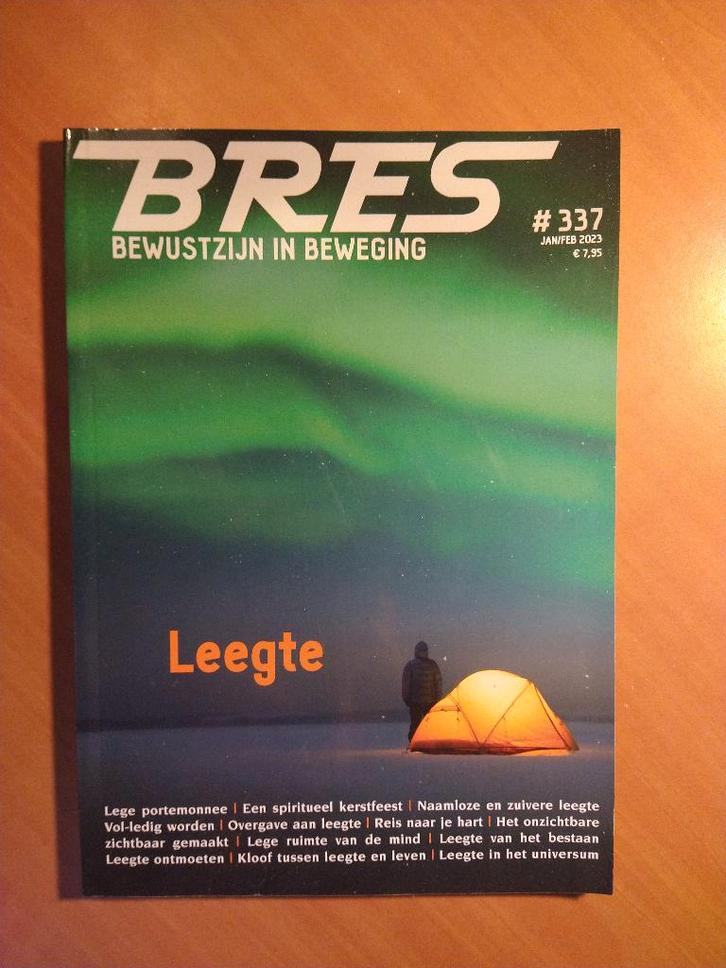 BRES
BEWUSTZIJN IN BEWEGING
# 337
JAN/FEB 2023
€ 7,95
Leegte
Lege portemonnee | Een spiritueel kerstfeest | Naamloze en zuivere leegte
Vol-ledig worden | Overgave aan leegte | Reis naar je hart | Het onzichtbare
zichtbaar gemaakt | Lege ruimte van de mind | Leegte van het bestaan
Leegte ontmoeten | Kloof tussen leegte en leven | Leegte in het universum